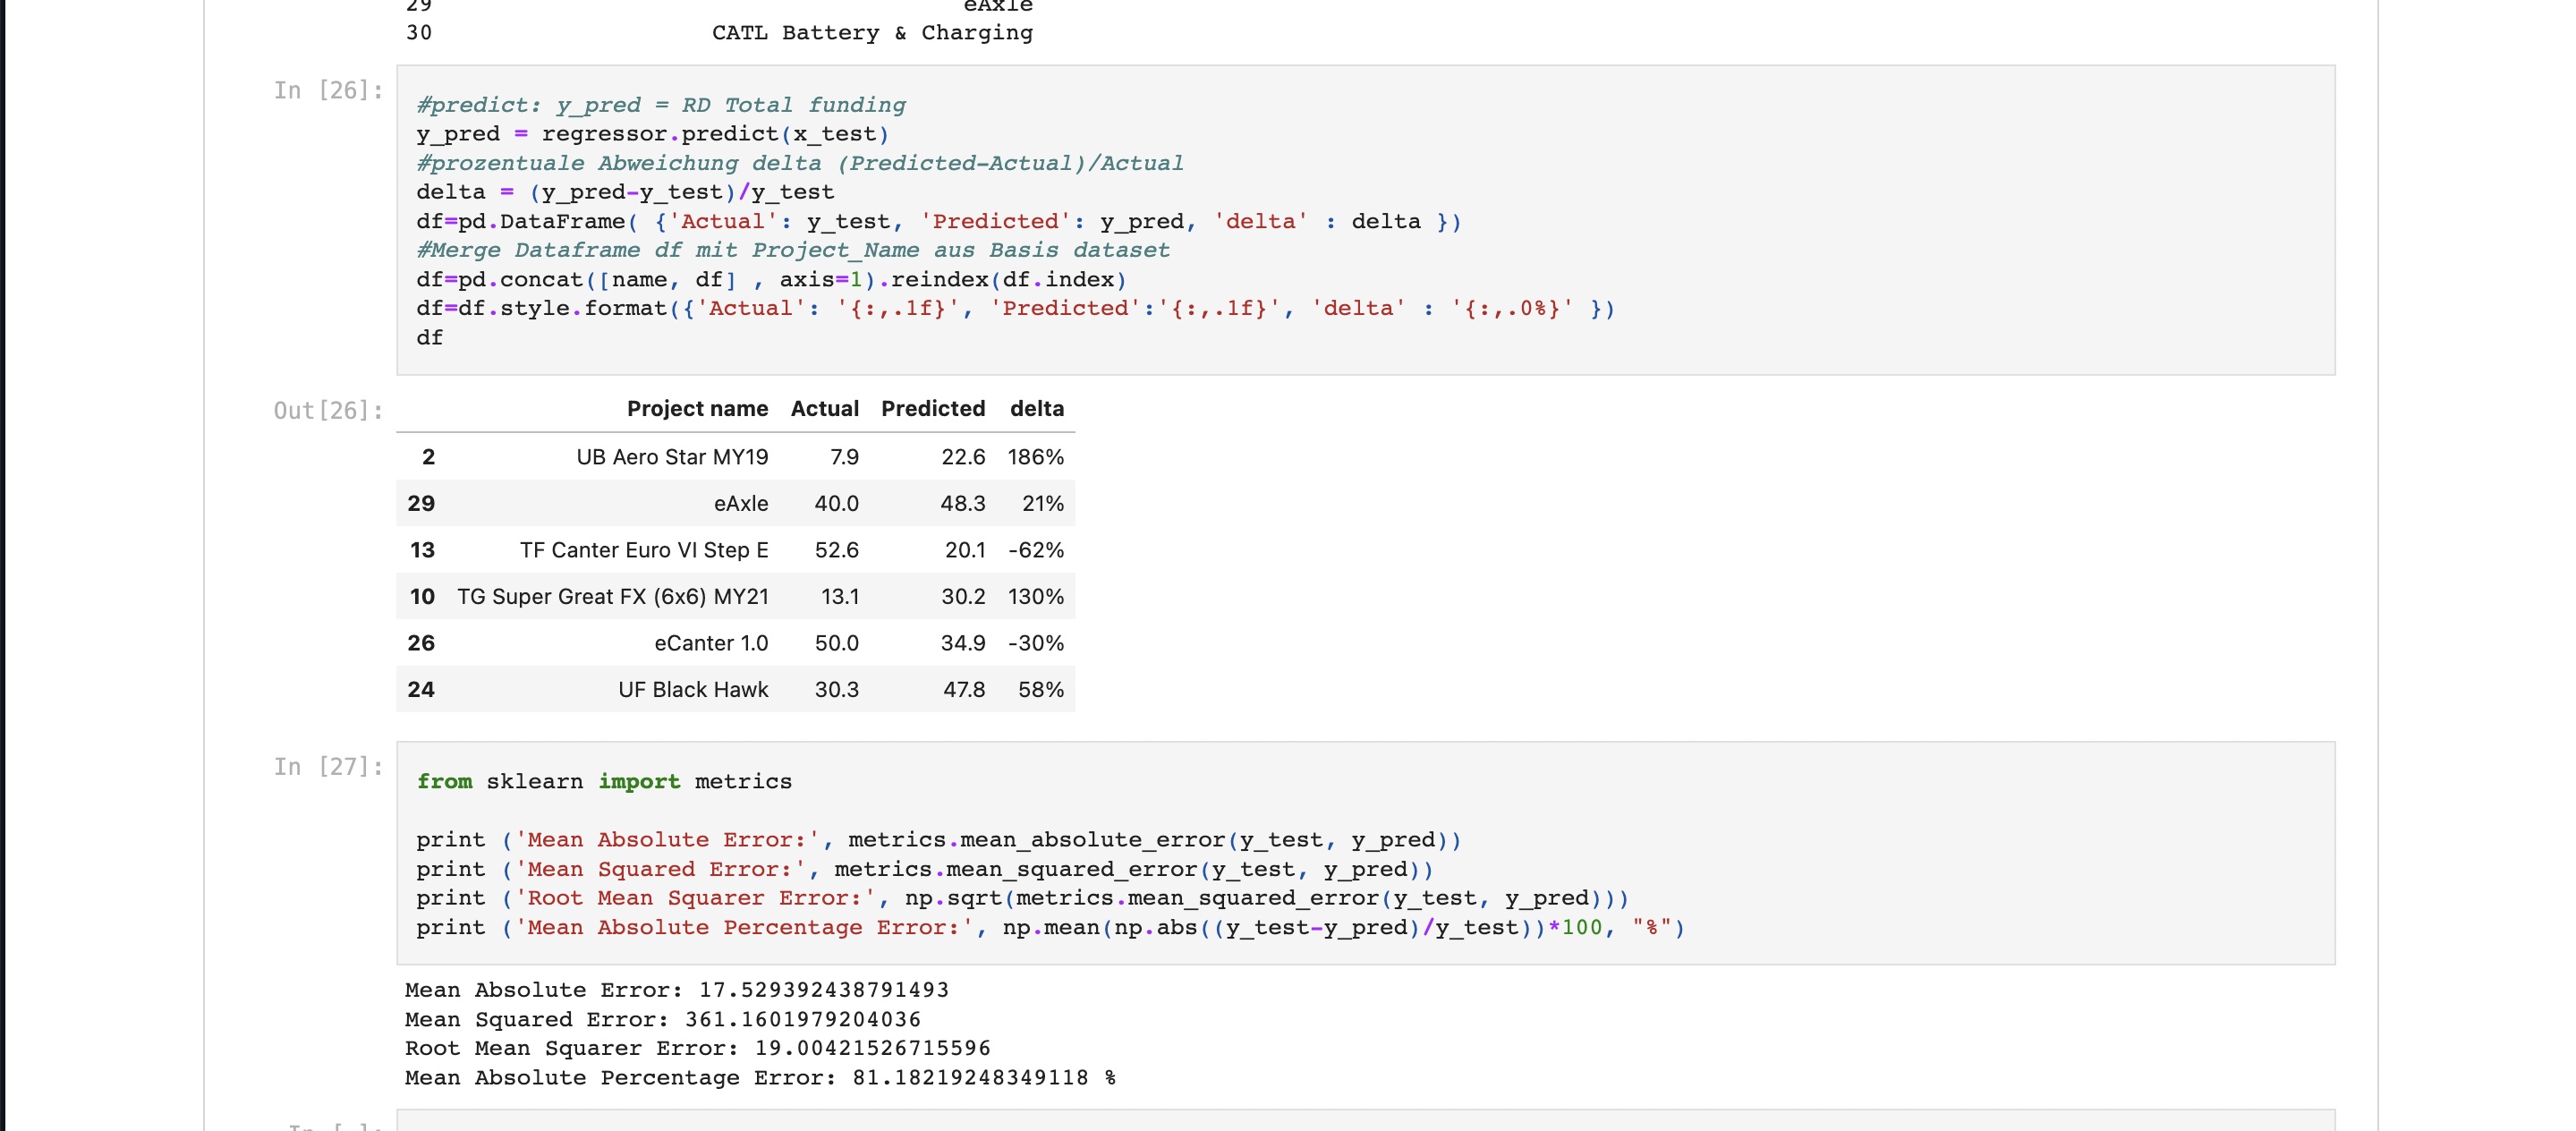 29 eAxle
30 CATL Battery & Charging
In [26]:
#predict: y_pred = RD Total funding
y_pred = regressor.predict(x_test)
#prozentuale Abweichung delta (Predicted-Actual)/Actual
delta = (y_pred-y_test)/y_test
df=pd.DataFrame( {'Actual': y_test, 'Predicted': y_pred, 'delta' : delta })
#Merge Dataframe df mit Project_Name aus Basis dataset
df=pd.concat([name, df] , axis=1).reindex(df.index)
df=df.style.format({'Actual': '{:,.1f}', 'Predicted':'{:,.1f}', 'delta' : '{:,.0%}' })
df
Out[26]:
Project name Actual Predicted delta
2 UB Aero Star MY19 7.9 22.6 186%
29 eAxle 40.0 48.3 21%
13 TF Canter Euro VI Step E 52.6 20.1 -62%
10 TG Super Great FX (6x6) MY21 13.1 30.2 130%
26 eCanter 1.0 50.0 34.9 -30%
24 UF Black Hawk 30.3 47.8 58%
In [27]:
from sklearn import metrics
print ('Mean Absolute Error:', metrics.mean_absolute_error(y_test, y_pred))
print ('Mean Squared Error:', metrics.mean_squared_error(y_test, y_pred))
print ('Root Mean Squarer Error:', np.sqrt(metrics.mean_squared_error(y_test, y_pred)))
print ('Mean Absolute Percentage Error:', np.mean(np.abs((y_test-y_pred)/y_test))*100, "%")
Mean Absolute Error: 17.529392438791493
Mean Squared Error: 361.1601979204036
Root Mean Squarer Error: 19.00421526715596
Mean Absolute Percentage Error: 81.18219248349118 %